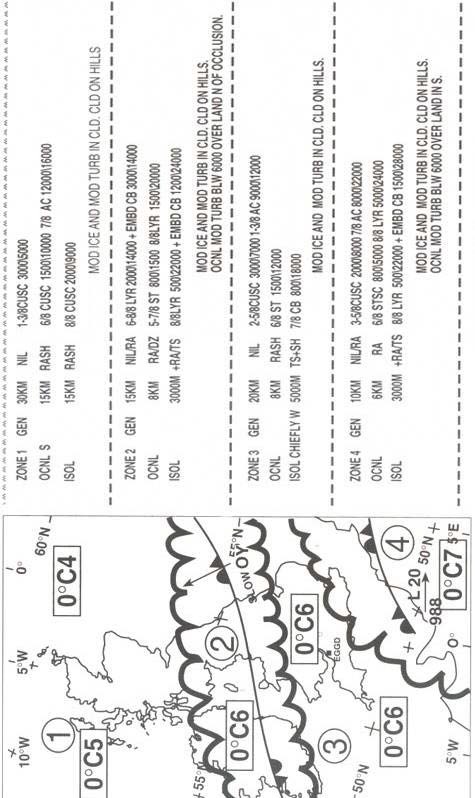 ZONE 1 GEN 30KM NIL 1-3/8CUSC 3000\5000
OCNL S 15KM RASH 6/8 CUSC 1500\10000 7/8 AC 12000\16000
ISOL 15KM RASH 8/8 CUSC 200\9000
MOD ICE AND MOD TURB IN CLD. CLD ON HILLS
ZONE 2 GEN 15KM NIL/RA 6-8/8 LYR 2000\14000 + EMBD CB 3000\14000
OCNL 8KM RA/DZ 5-7/8 ST 800\1500 8/8LYR 1500\20000
ISOL 3000M +RA/TS 8/8LYR 500\22000 + EMBD CB 1200\24000
MOD ICE AND MOD TURB IN CLD. CLD ON HILLS.
OCNL MOD TURB BLW 6000 OVER LAND N OF OCCLUSION.
ZONE 3 GEN 20KM NIL 2-5/8CUSC 3000\7000 1-3/8 AC 9000\12000
OCNL 8KM RASH 6/8 ST 1500\12000
ISOL CHIEFLY W 5000M TS+SH 7/8 CB 800\18000
MOD ICE AND MOD TURB IN CLD. CLD ON HILLS.
ZONE 4 GEN 10KM NIL/RA 3-5/8CUSC 200\8000 7/8 AC 8000\22000
OCNL 6KM RA 6/8 STSC 800\5000 8/8 LYR 5000\24000
ISOL 3000M +RA/TS 8/8 LYR 500\22000 + EMBD CB 1500\28000
MOD ICE AND MOD TURB IN CLD. CLD ON HILLS.
OCNL MOD TURB BLW 6000 OVER LAND IN S.
10°W
5°W
0°
60°N
1
0°C5
0°C4
55°N
2
0°C6
SLOW
OY
55°N
3
0°C6
EGGD
0°C6
4
L20
988
50°N
50°N
5°W
0°
5°E
0°C7